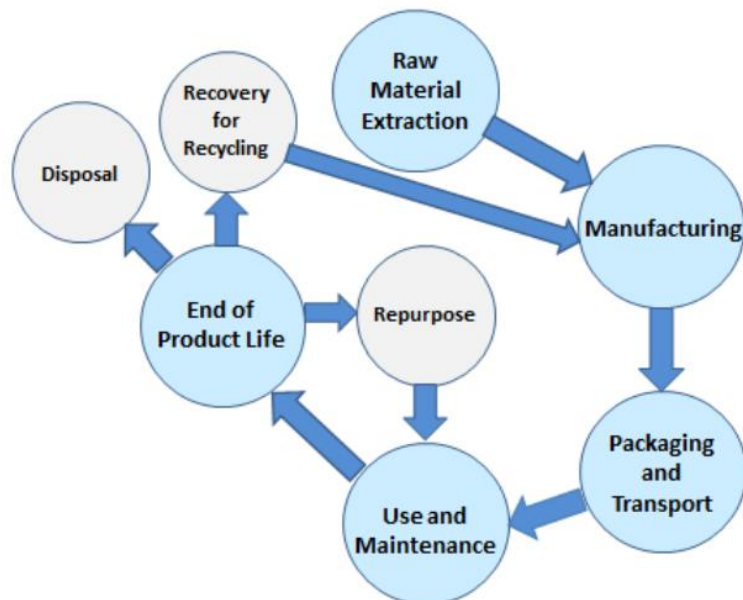 Raw
Material
Extraction
Recovery
for
Recycling
Disposal
Manufacturing
End of
Product Life
Repurpose
Packaging
and
Transport
Use and
Maintenance